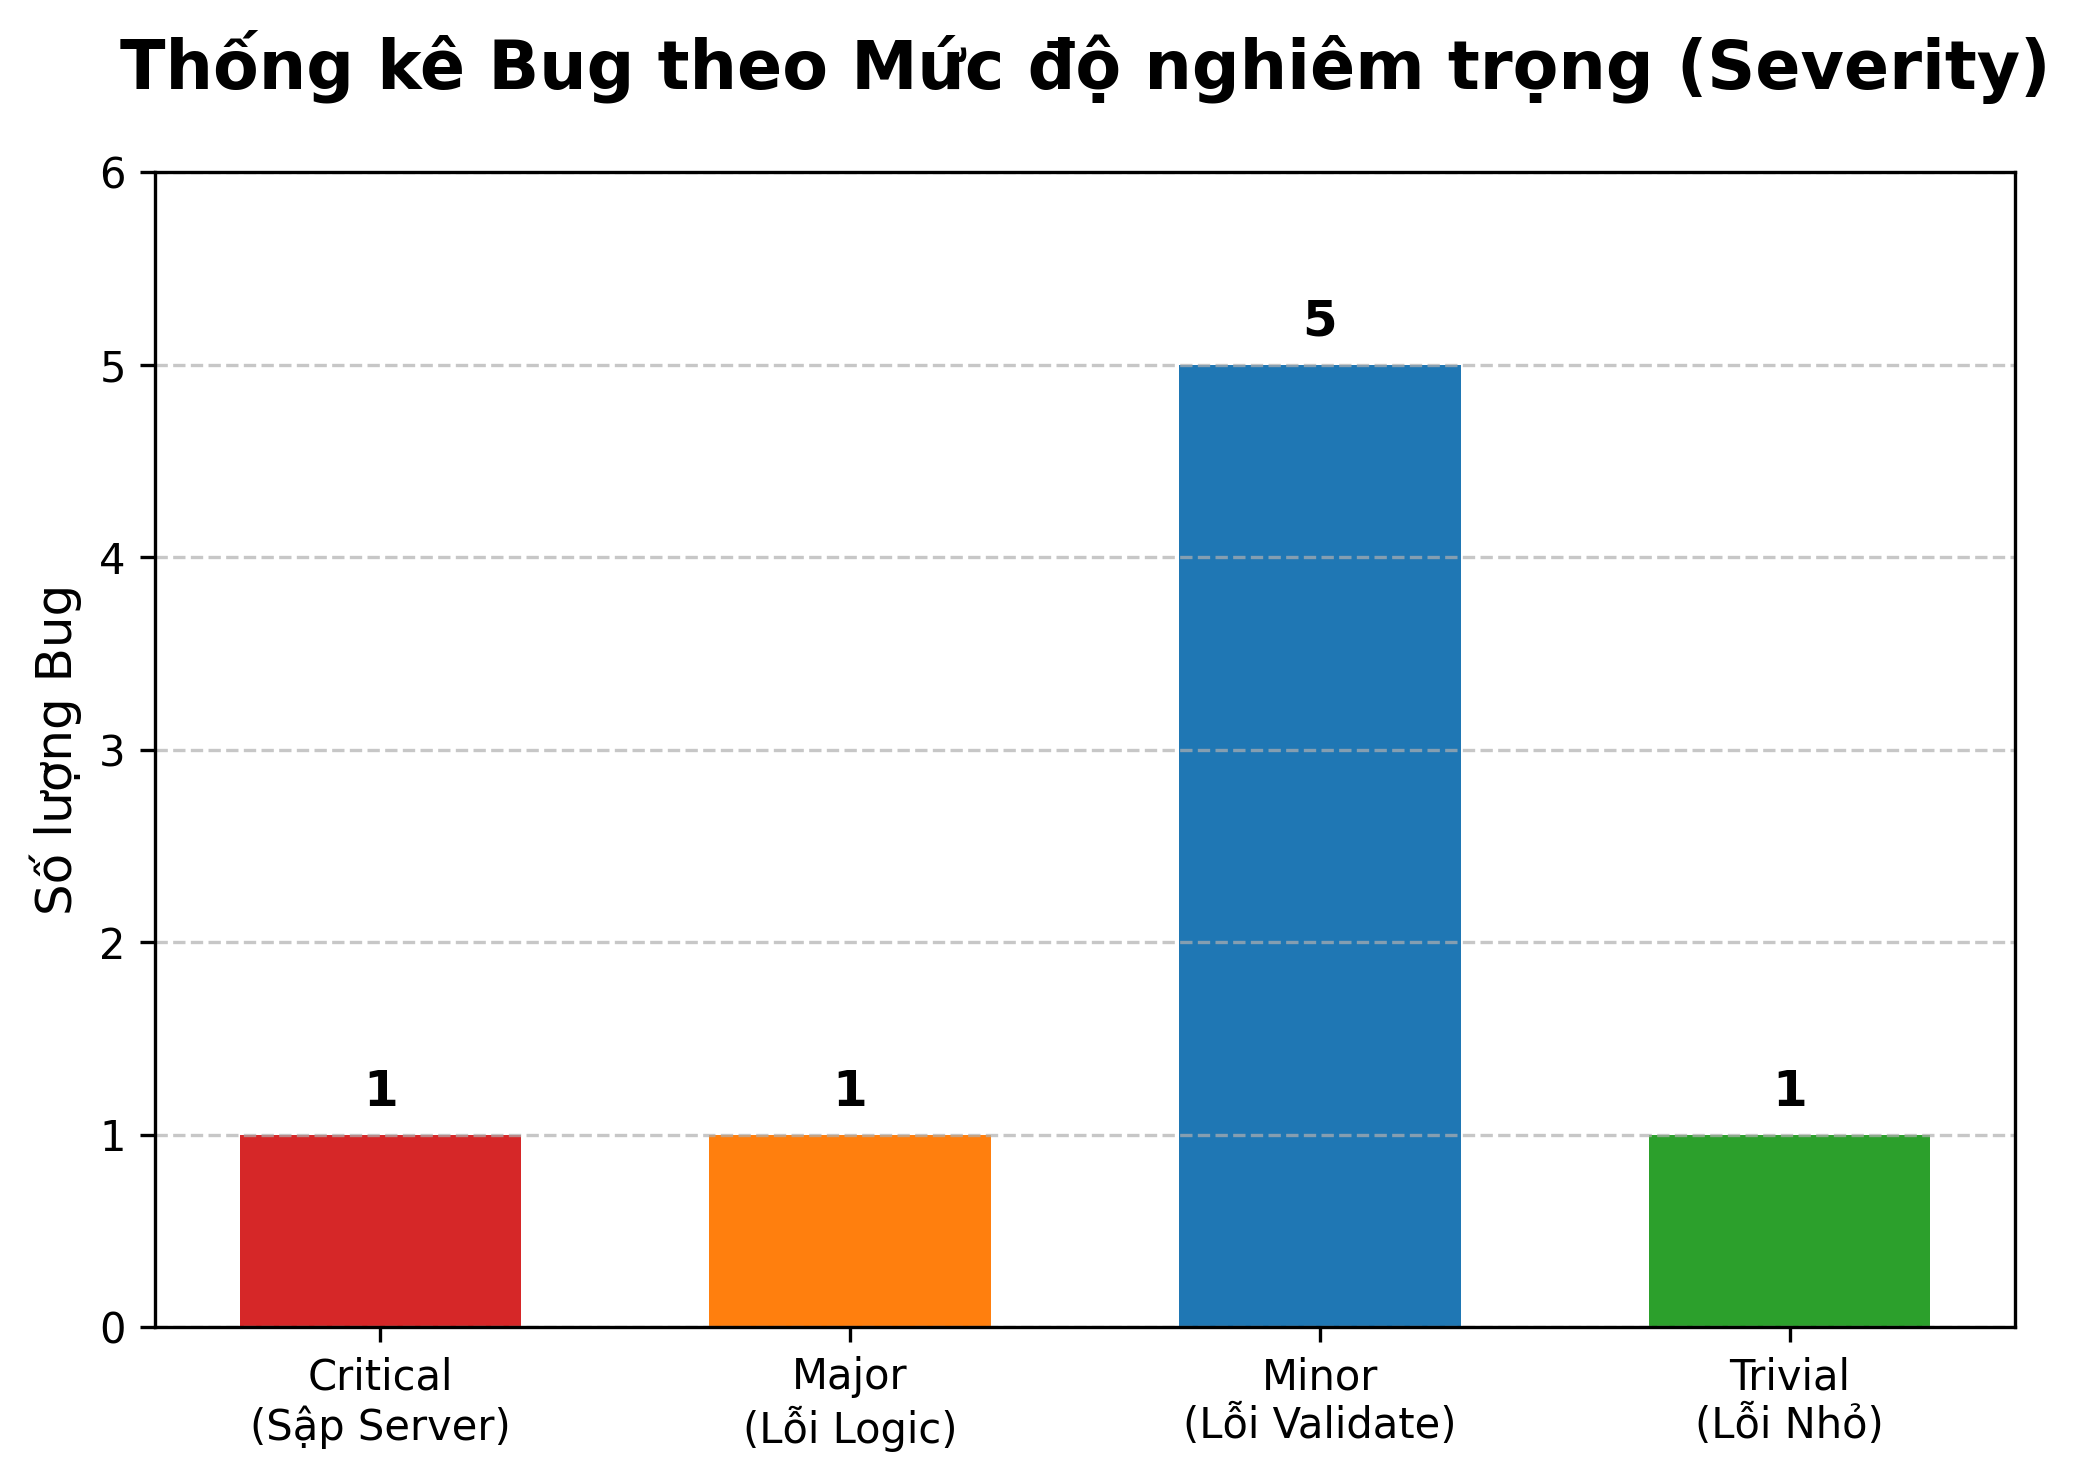 Thống kê Bug theo Mức độ nghiêm trọng (Severity)
6
5
4
3
2
1
0
Số lượng Bug
1
1
5
1
Critical
(Sập Server)
Major
(Lỗi Logic)
Minor
(Lỗi Validate)
Trivial
(Lỗi Nhỏ)